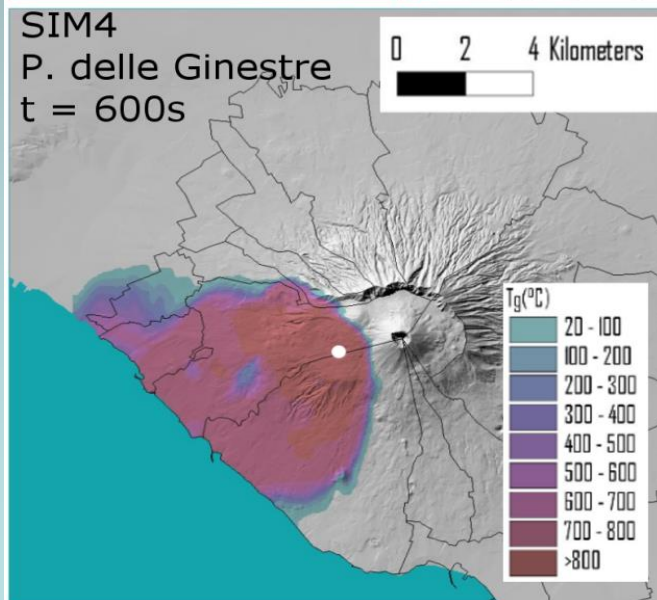 SIM4
P. delle Ginestre
t = 600s
0 2 4 Kilometers
Tg(°C)
20 - 100
100 - 200
200 - 300
300 - 400
400 - 500
500 - 600
600 - 700
700 - 800
>800